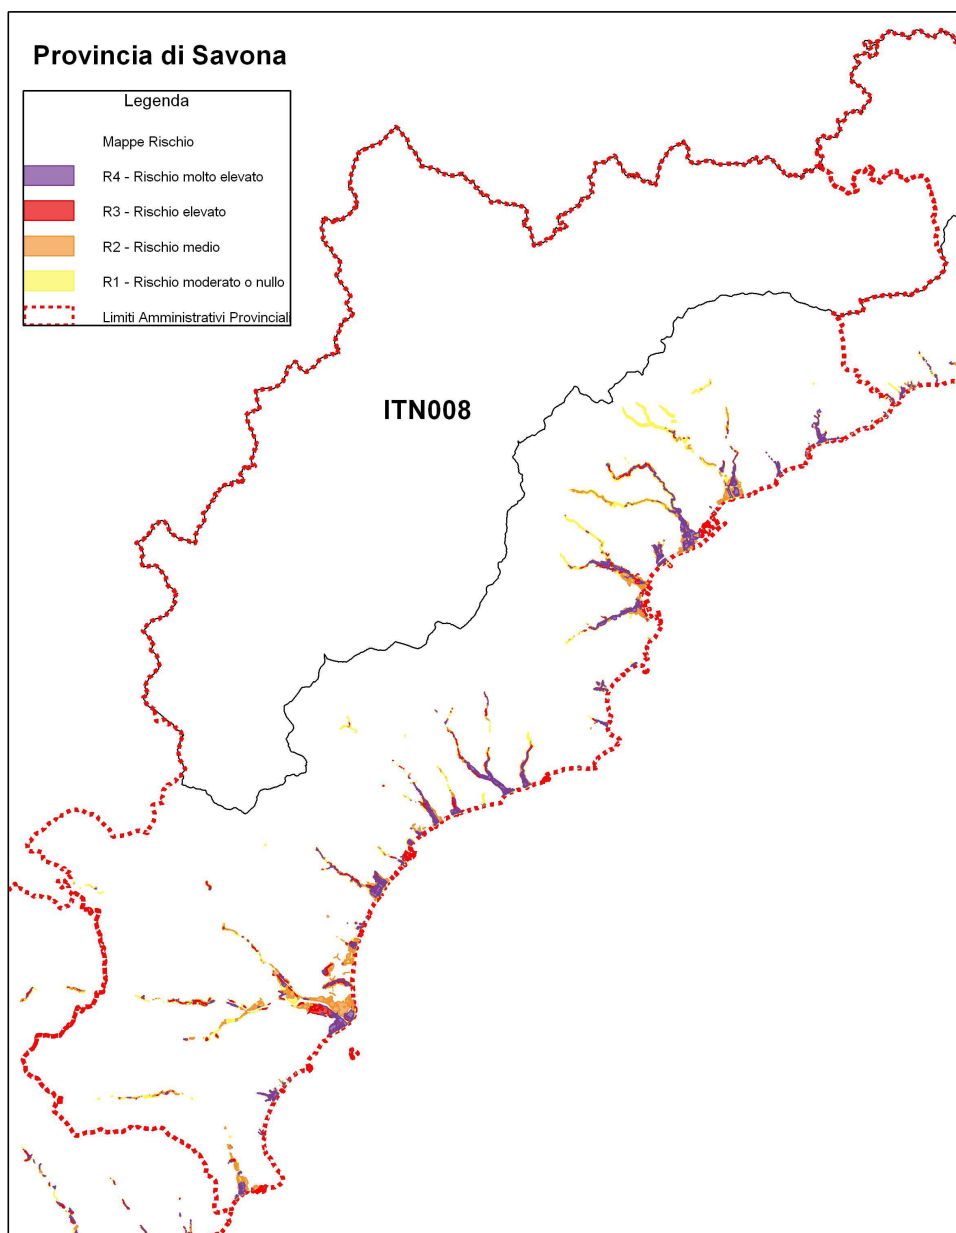 Provincia di Savona
Legenda
Mappe Rischio
R4 - Rischio molto elevato
R3 - Rischio elevato
R2 - Rischio medio
R1 - Rischio moderato o nullo
Limiti Amministrativi Provinciali
ITN008